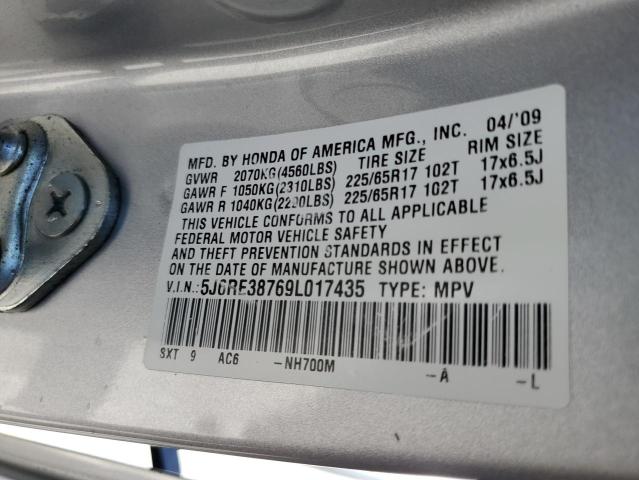 MFD. BY HONDA OF AMERICA MFG., INC. 04/'09
GVWR 2070KG(4560LBS) TIRE SIZE RIM SIZE
GAWR F 1050KG(2310LBS) 225/65R17 102T 17x6.5J
GAWR R 1040KG(2290LBS) 225/65R17 102T 17x6.5J
THIS VEHICLE CONFORMS TO ALL APPLICABLE
FEDERAL MOTOR VEHICLE SAFETY
AND THEFT PREVENTION STANDARDS IN EFFECT
ON THE DATE OF MANUFACTURE SHOWN ABOVE.
V.I.N.: 5J6RE38769L017435 TYPE: MPV
SXT 9 AC6 -NH700M -A -L